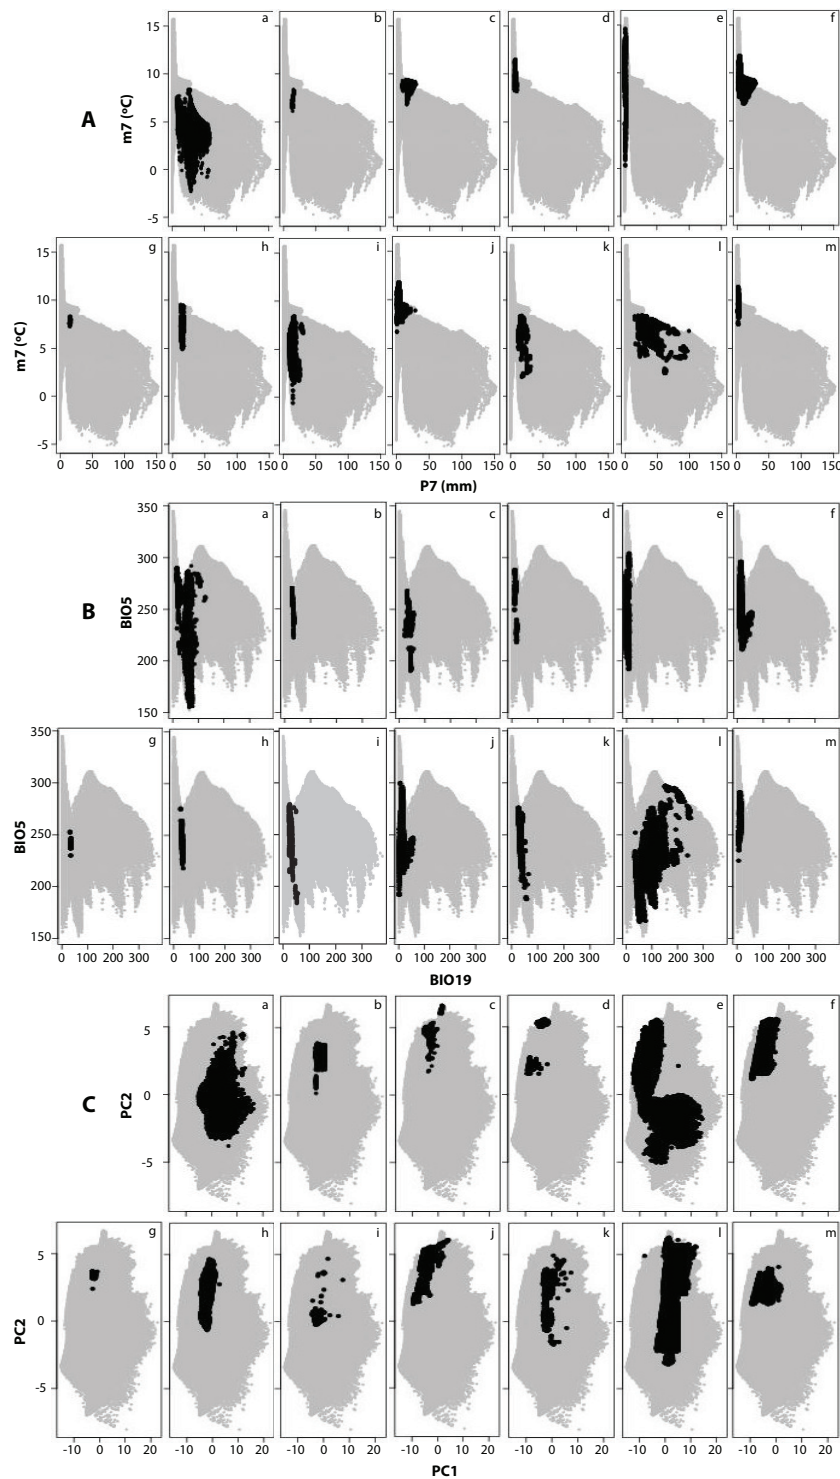 a b c d e f
15
10
5
0
-5
A
m7 (ºC)
g h i j k l m
15
10
5
0
-5
m7 (ºC)
0 50 100 150 0 50 100 150 0 50 100 150 0 50 100 150 0 50 100 150 0 50 100 150 0 50 100 150
P7 (mm)
a b c d e f
350
300
250
200
150
B
BIO5
g h i j k l m
350
300
250
200
150
BIO5
0 100 200 300 0 100 200 300 0 100 200 300 0 100 200 300 0 100 200 300 0 100 200 300 0 100 200 300
BIO19
a b c d e f
5
0
-5
C
PC2
g h i j k l m
5
0
-5
PC2
-10 0 10 20 -10 0 10 20 -10 0 10 20 -10 0 10 20 -10 0 10 20 -10 0 10 20 -10 0 10 20
PC1